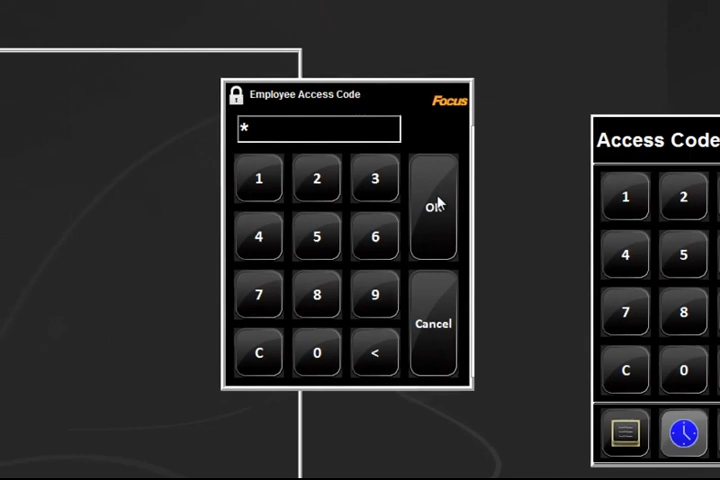 Employee Access Code
Focus
*
1 2 3
OK
4 5 6
7 8 9
Cancel
C 0 <
Access Code
1 2
4 5
7 8
C 0